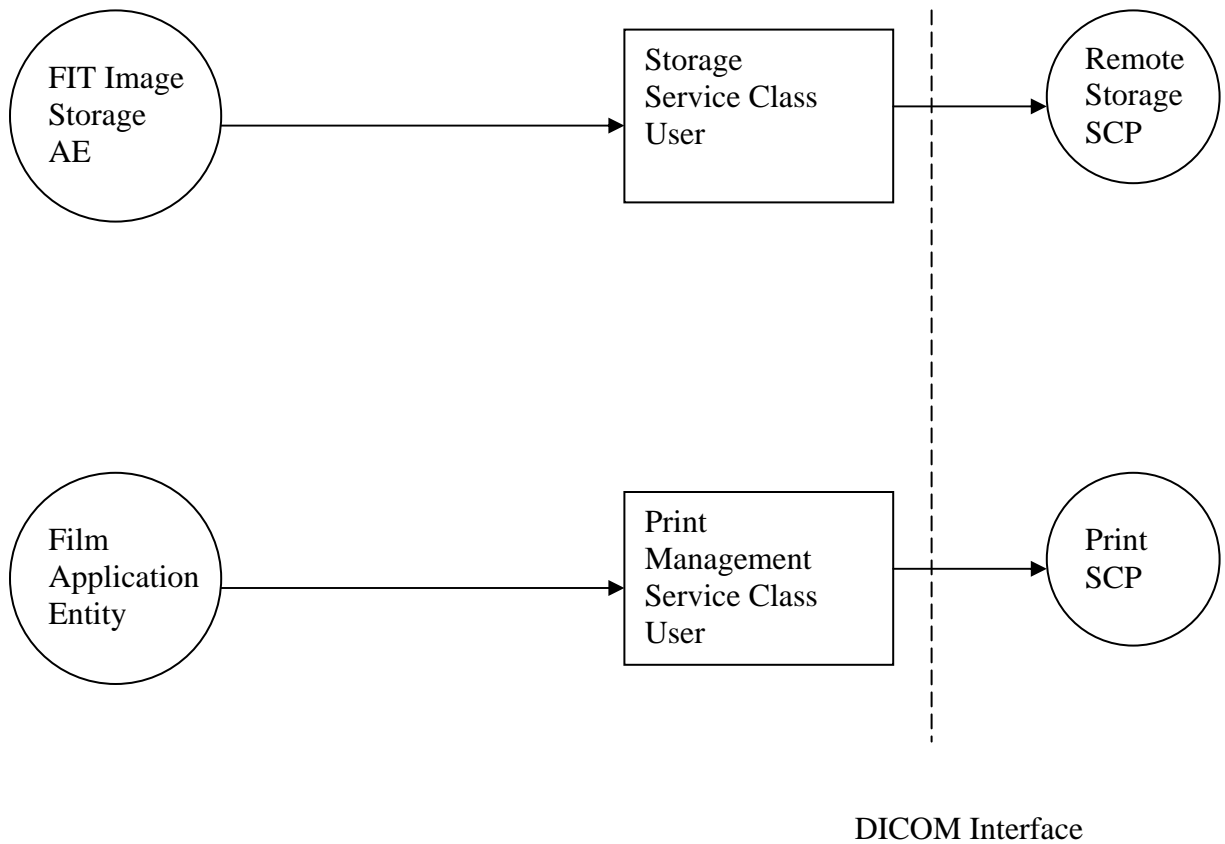 FIT Image
Storage
AE
Storage
Service Class
User
Remote
Storage
SCP
Film
Application
Entity
Print
Management
Service Class
User
Print
SCP
DICOM Interface